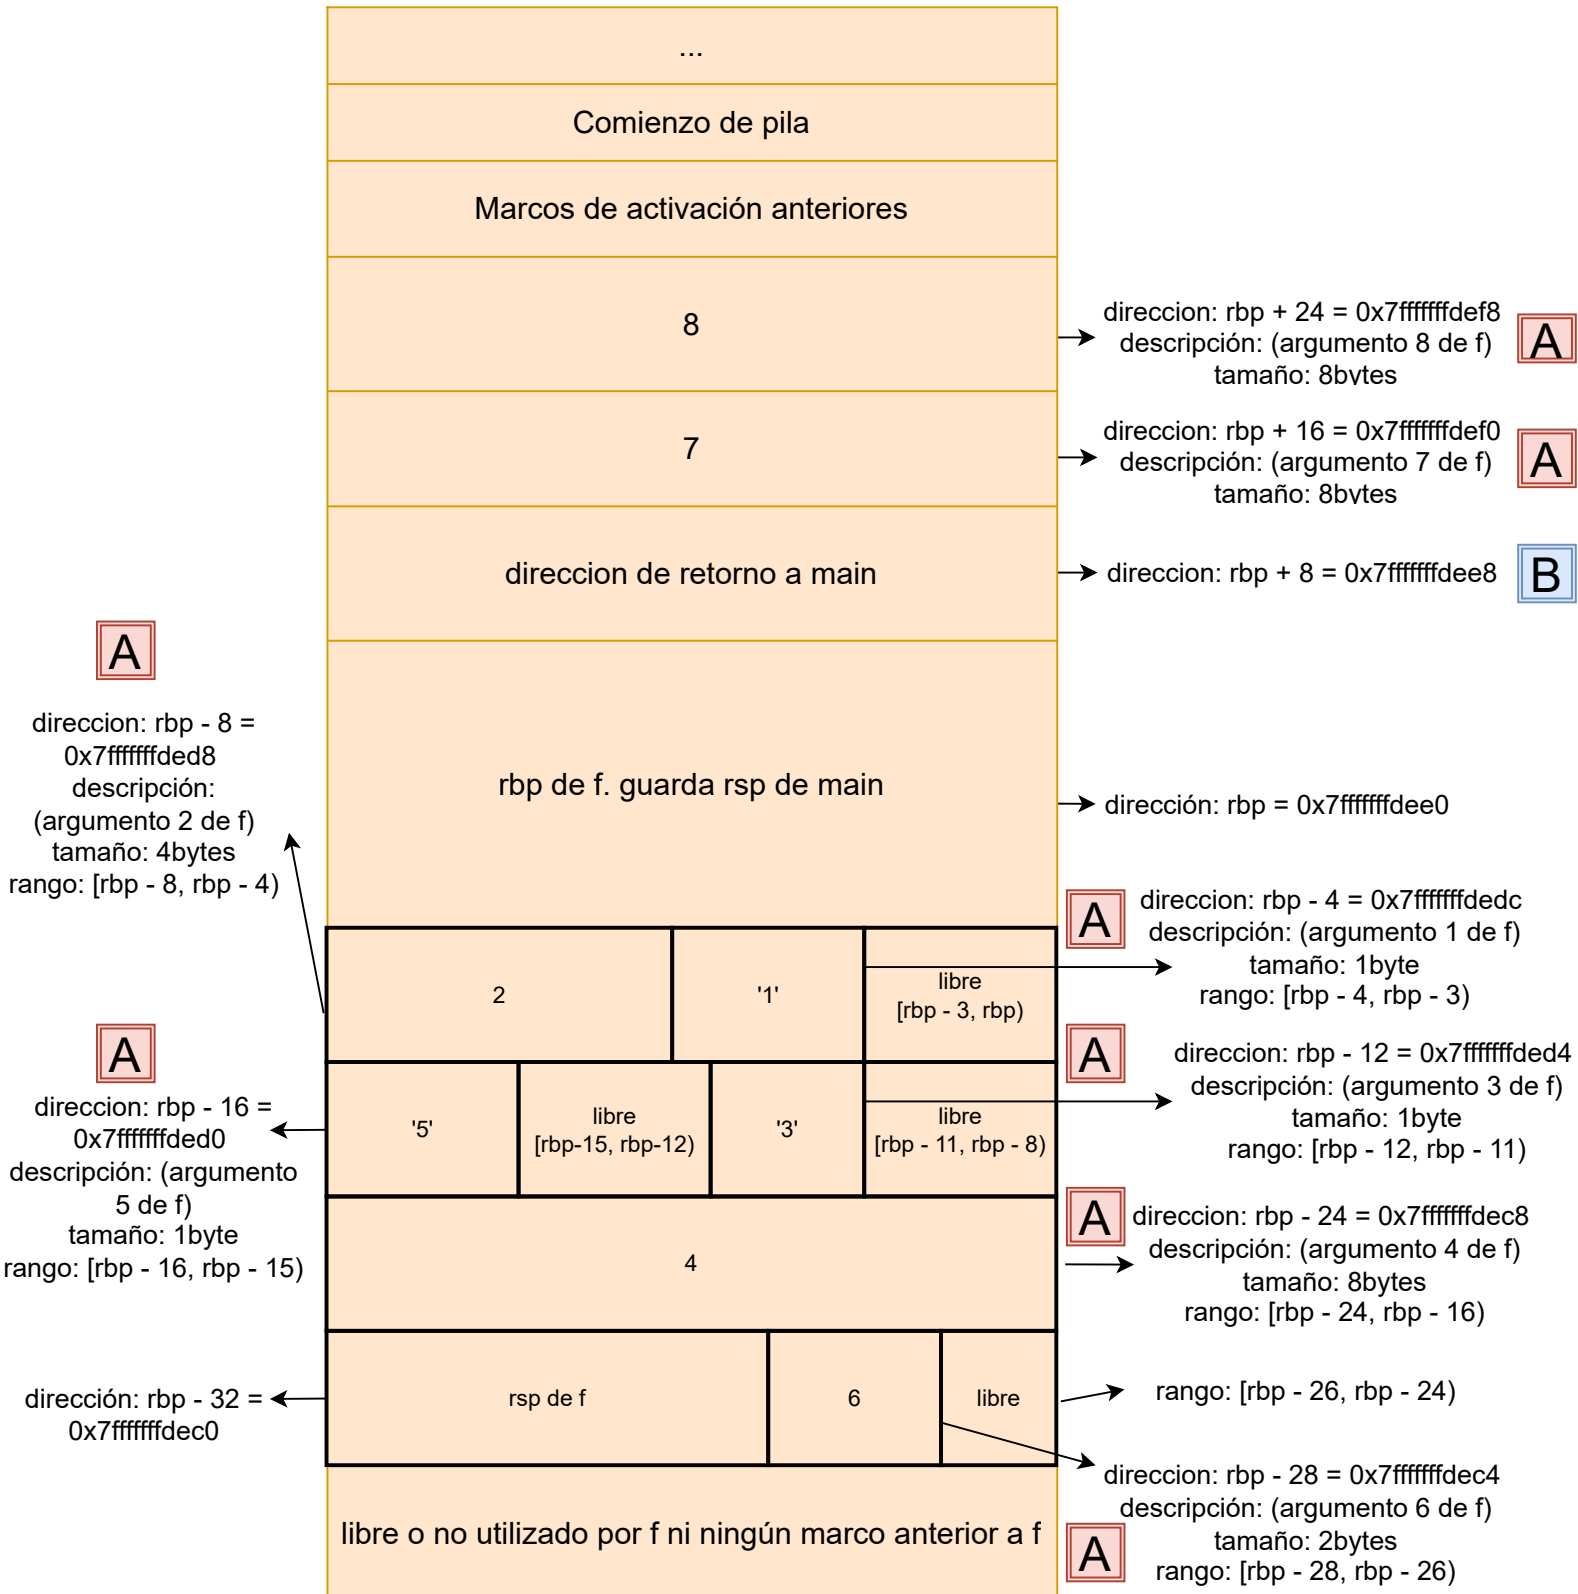 ...
Comienzo de pila
Marcos de activación anteriores
8
direccion: rbp + 24 = 0x7fffffffdef8
descripción: (argumento 8 de f)
tamaño: 8bytes
A
7
direccion: rbp + 16 = 0x7fffffffdef0
descripción: (argumento 7 de f)
tamaño: 8bytes
A
direccion de retorno a main
direccion: rbp + 8 = 0x7fffffffdee8
B
A
direccion: rbp - 8 =
0x7fffffffded8
descripción:
(argumento 2 de f)
tamaño: 4bytes
rango: [rbp - 8, rbp - 4)
rbp de f. guarda rsp de main
dirección: rbp = 0x7fffffffdee0
2
'1'
libre
[rbp - 3, rbp)
A
direccion: rbp - 4 = 0x7fffffffdedc
descripción: (argumento 1 de f)
tamaño: 1byte
rango: [rbp - 4, rbp - 3)
A
direccion: rbp - 16 =
0x7fffffffded0
descripción: (argumento
5 de f)
tamaño: 1byte
rango: [rbp - 16, rbp - 15)
'5'
libre
[rbp-15, rbp-12)
'3'
libre
[rbp - 11, rbp - 8)
A
direccion: rbp - 12 = 0x7fffffffded4
descripción: (argumento 3 de f)
tamaño: 1byte
rango: [rbp - 12, rbp - 11)
4
A
direccion: rbp - 24 = 0x7fffffffdec8
descripción: (argumento 4 de f)
tamaño: 8bytes
rango: [rbp - 24, rbp - 16)
dirección: rbp - 32 =
0x7fffffffdec0
rsp de f
6
libre
rango: [rbp - 26, rbp - 24)
direccion: rbp - 28 = 0x7fffffffdec4
descripción: (argumento 6 de f)
tamaño: 2bytes
rango: [rbp - 28, rbp - 26)
A
libre o no utilizado por f ni ningún marco anterior a f